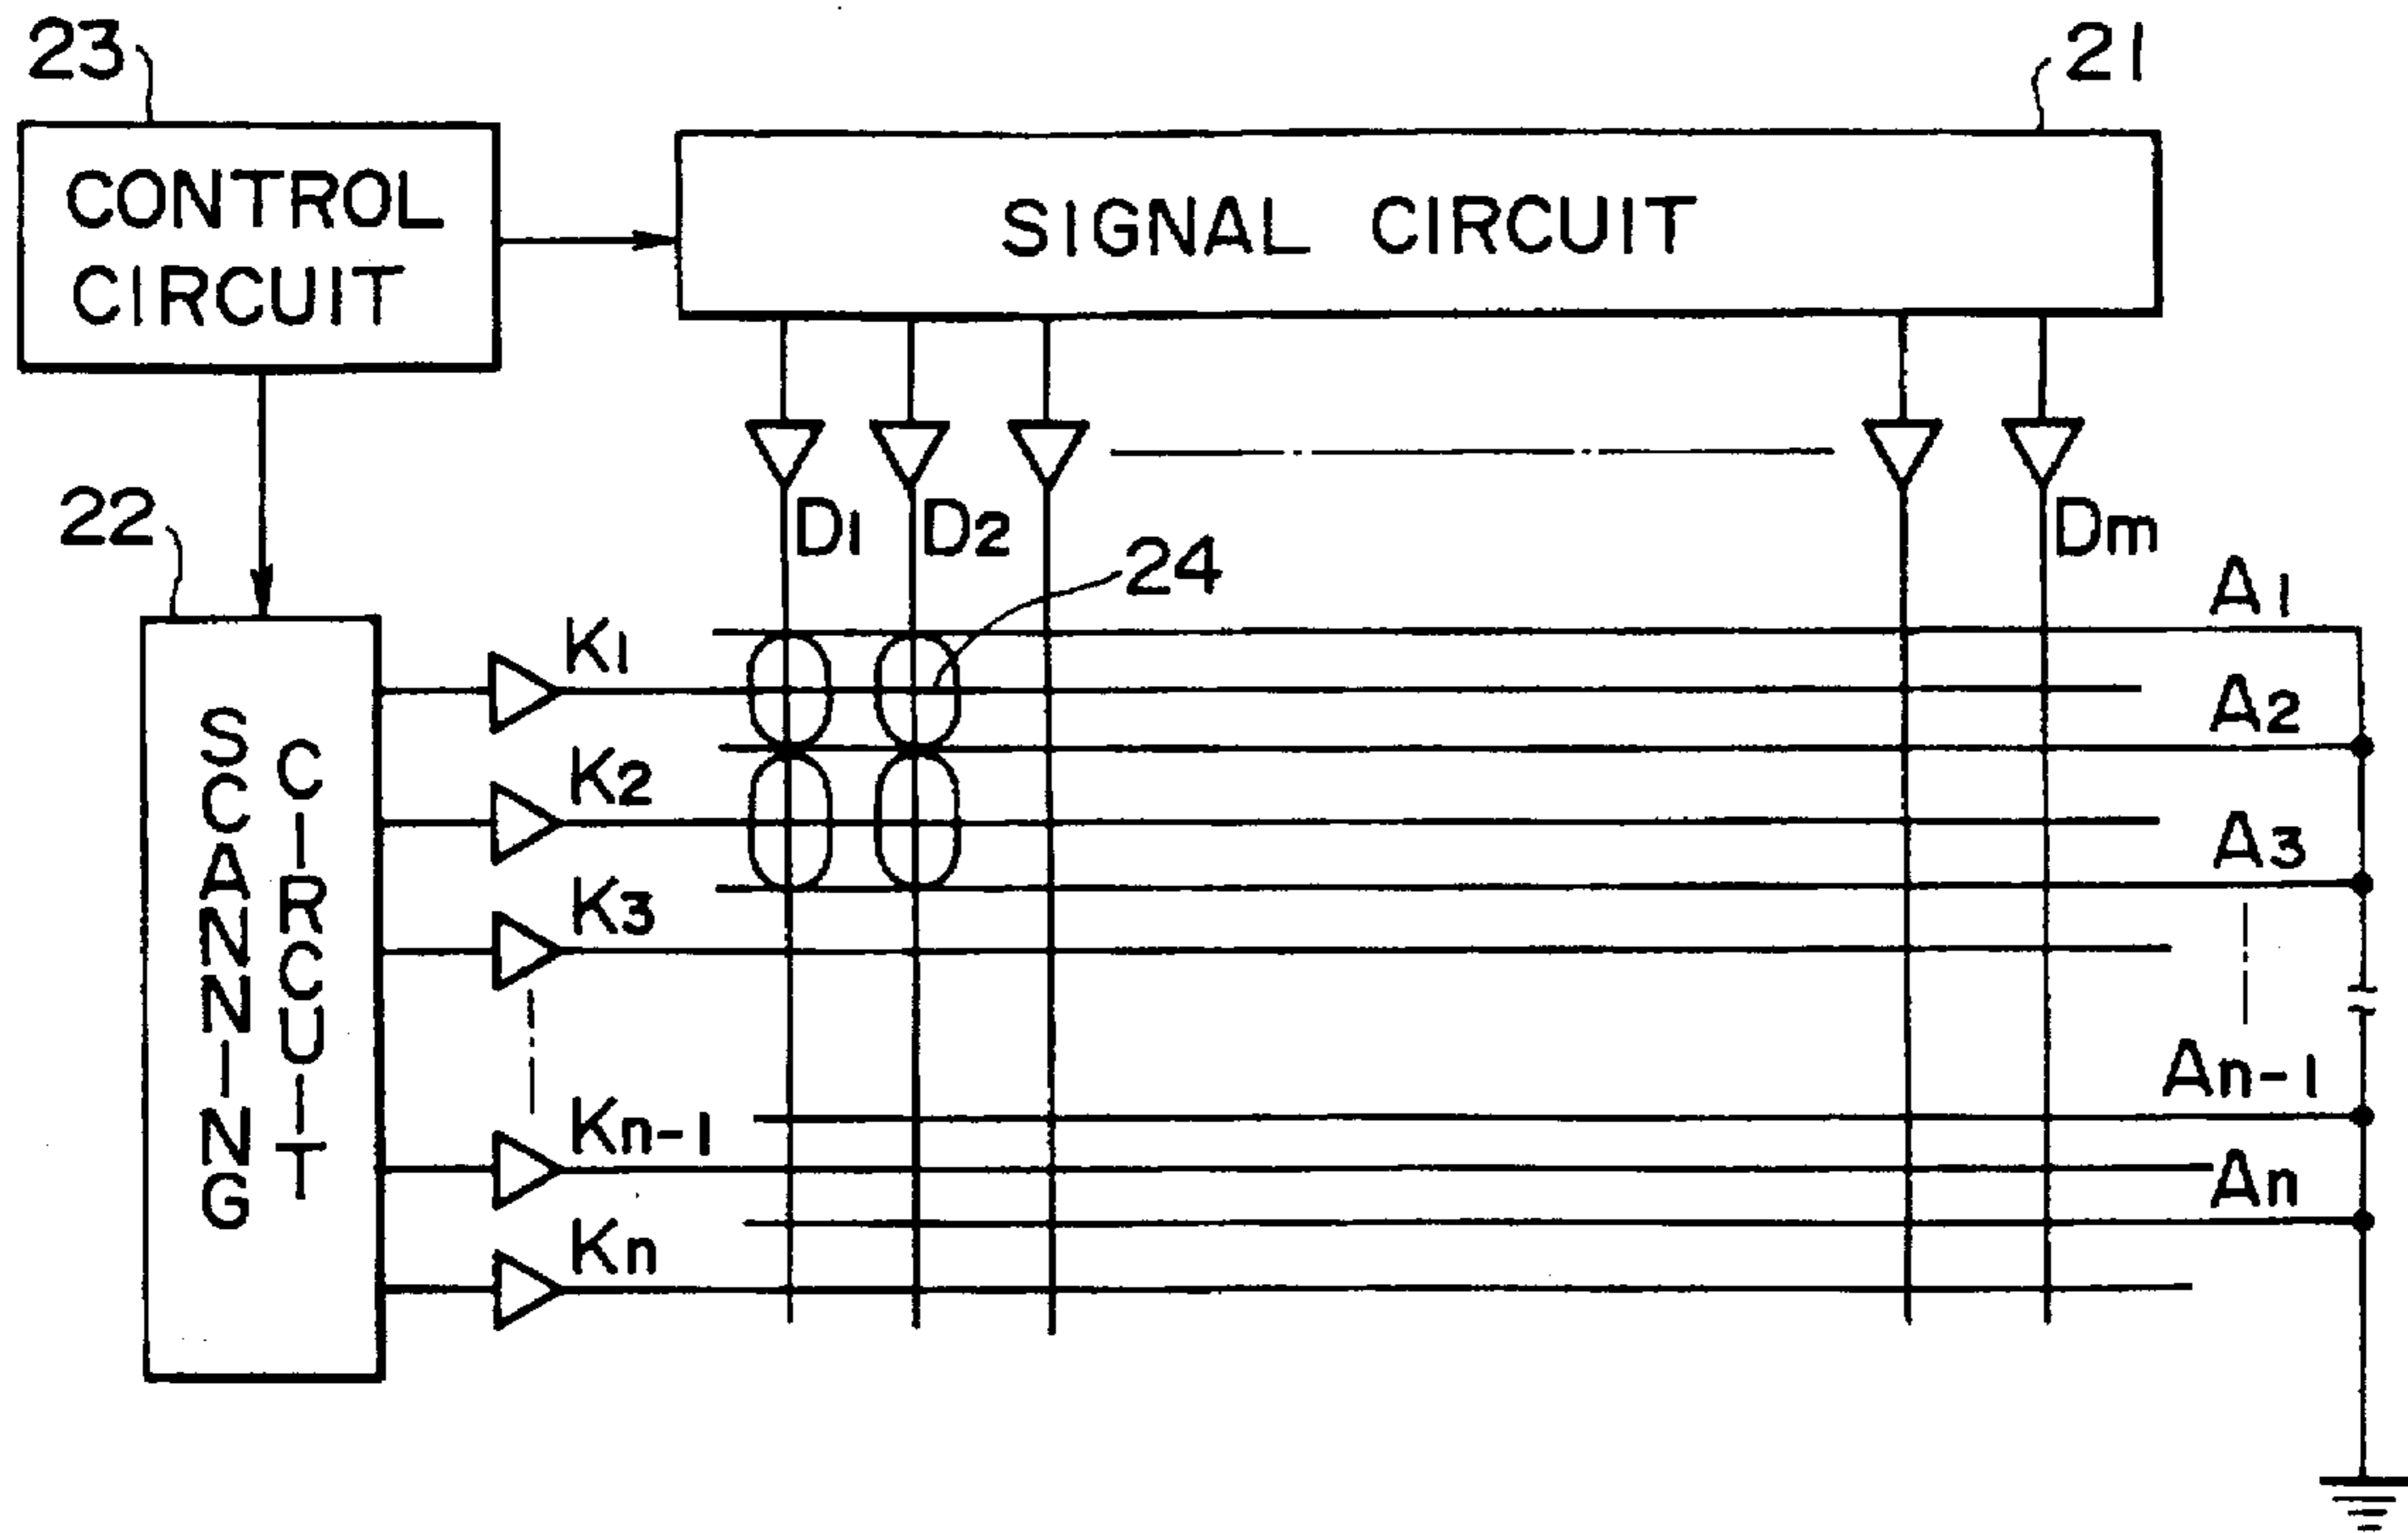 23
21
CONTROL
CIRCUIT
SIGNAL CIRCUIT
22
D1
D2
Dm
24
A1
K1
A2
K2
A3
K3
SCANNING
CIRCUIT
An-1
Kn-1
An
Kn